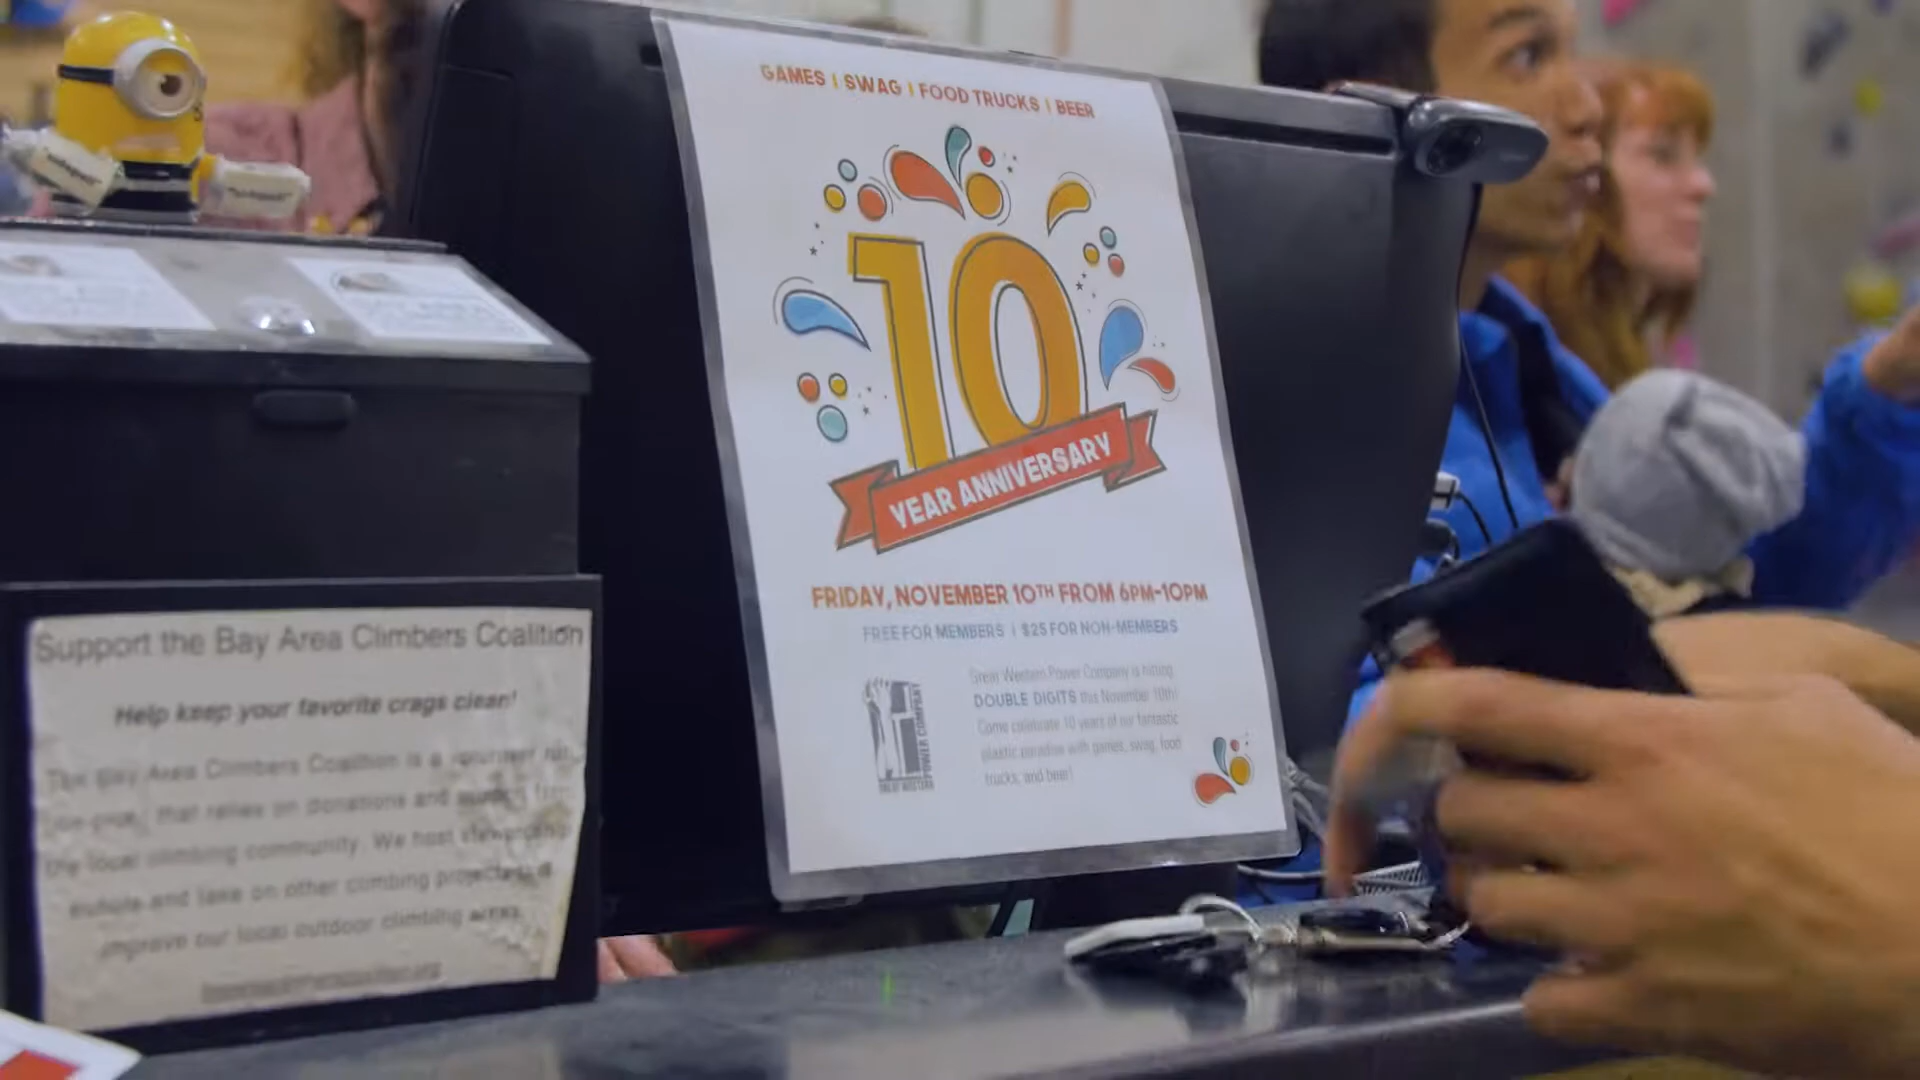 GAMES | SWAG | FOOD TRUCKS | BEER
10
YEAR ANNIVERSARY
FRIDAY, NOVEMBER 10TH FROM 6PM-10PM
FREE FOR MEMBERS | $25 FOR NON-MEMBERS
Great Western Power Company is hitting
DOUBLE DIGITS this November 10th!
Come celebrate 10 years of our fantastic
plastic paradise with games, swag, food
trucks, and beer!
GREAT WESTERN
POWER COMPANY
Support the Bay Area Climbers Coalition
Help keep your favorite crags clean!
The Bay Area Climbers Coalition is a
that relies on donations and
the local climbing community. We host
and take on other climbing projects
improve our local outdoor climbing areas.